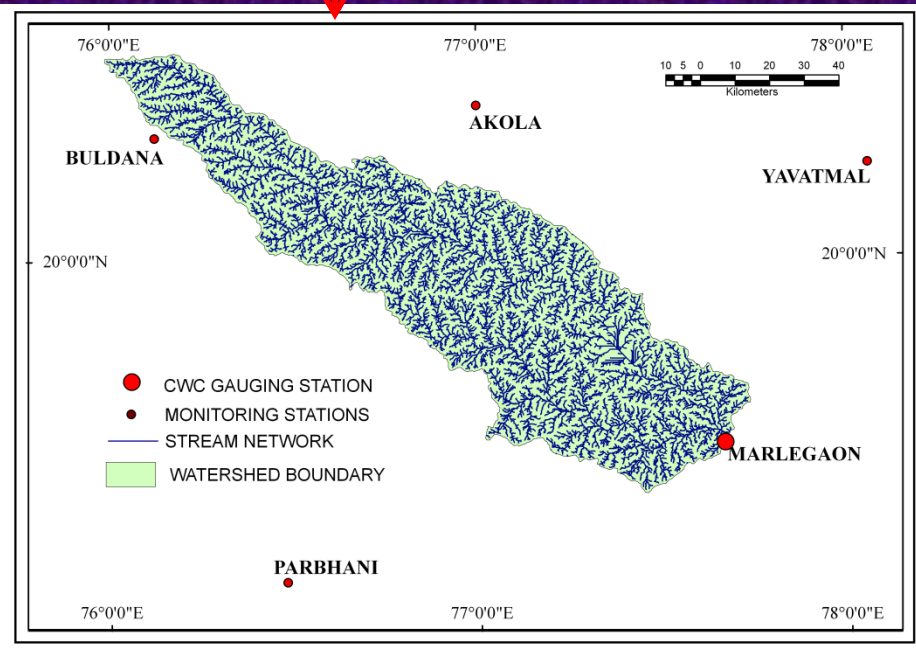 76°0'0"E
77°0'0"E
78°0'0"E
10 5 0 10 20 30 40
Kilometers
AKOLA
BULDANA
YAVATMAL
20°0'0"N
20°0'0"N
CWC GAUGING STATION
MONITORING STATIONS
STREAM NETWORK
MARLEGAON
WATERSHED BOUNDARY
PARBHANI
76°0'0"E
77°0'0"E
78°0'0"E